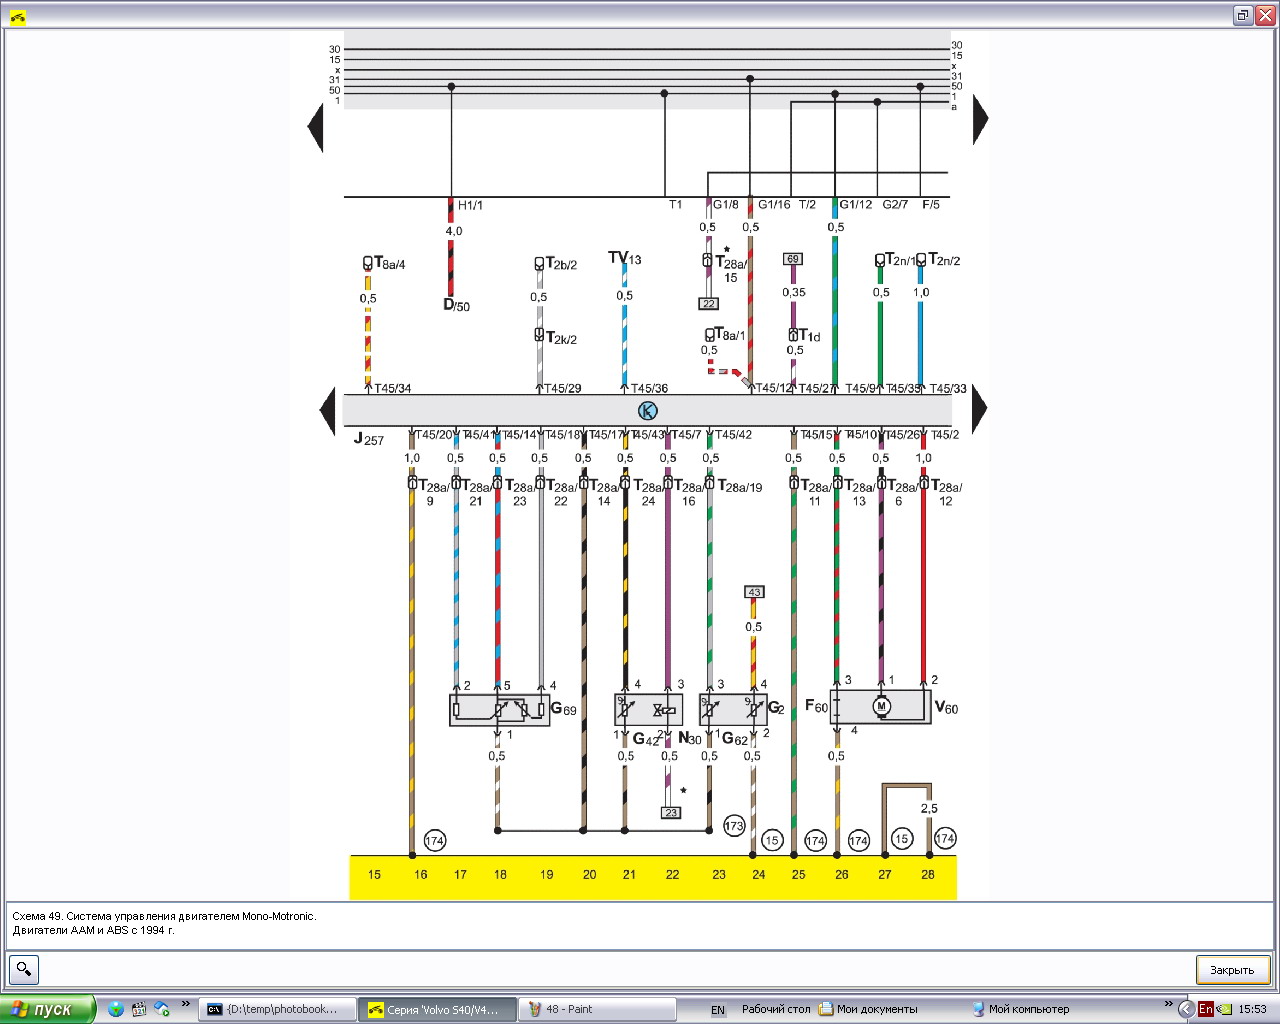 30
30
15
15
x
x
31
31
50
50
1
1
a
H1/1
T1
G1/8
G1/16
T/2
G1/12
G2/7
F/5
4,0
0,5
0,5
0,5
*
T8a/4
T2b/2
TV13
T28a/
15
69
T2n/1
T2n/2
0,5
0,5
0,5
0,35
0,5
1,0
D/50
22
T2k/2
T8a/1
T1d
0,5
0,5
T45/34
T45/29
T45/36
T45/12
T45/27
T45/9
T45/35
T45/33
K
J257
T45/20
T45/41
T45/14
T45/18
T45/17
T45/43
T45/7
T45/42
T45/15
T45/10
T45/26
T45/2
1,0
0,5
0,5
0,5
0,5
0,5
0,5
0,5
0,5
0,5
0,5
1,0
T28a/
9
T28a/
21
T28a/
23
T28a/
22
T28a/
14
T28a/
24
T28a/
16
T28a/19
T28a/
11
T28a/
13
T28a/
6
T28a/
12
43
0,5
2
5
4
4
3
3
4
3
1
2
G69
G2
F60
M
V60
1
1
G42
2
N30
1
G62
2
4
0,5
0,5
0,5
0,5
0,5
0,5
*
23
2,5
174
173
15
174
174
15
174
15
16
17
18
19
20
21
22
23
24
25
26
27
28
Схема 49. Система управления двигателем Mono-Motronic.
Двигатели AAM и ABS с 1994 г.
Закрыть
пуск
»
{D:\temp\photobook...
Серия 'Volvo S40/V4...
48 - Paint
EN
Рабочий стол
Мои документы
Мой компьютер
»
En
15:53